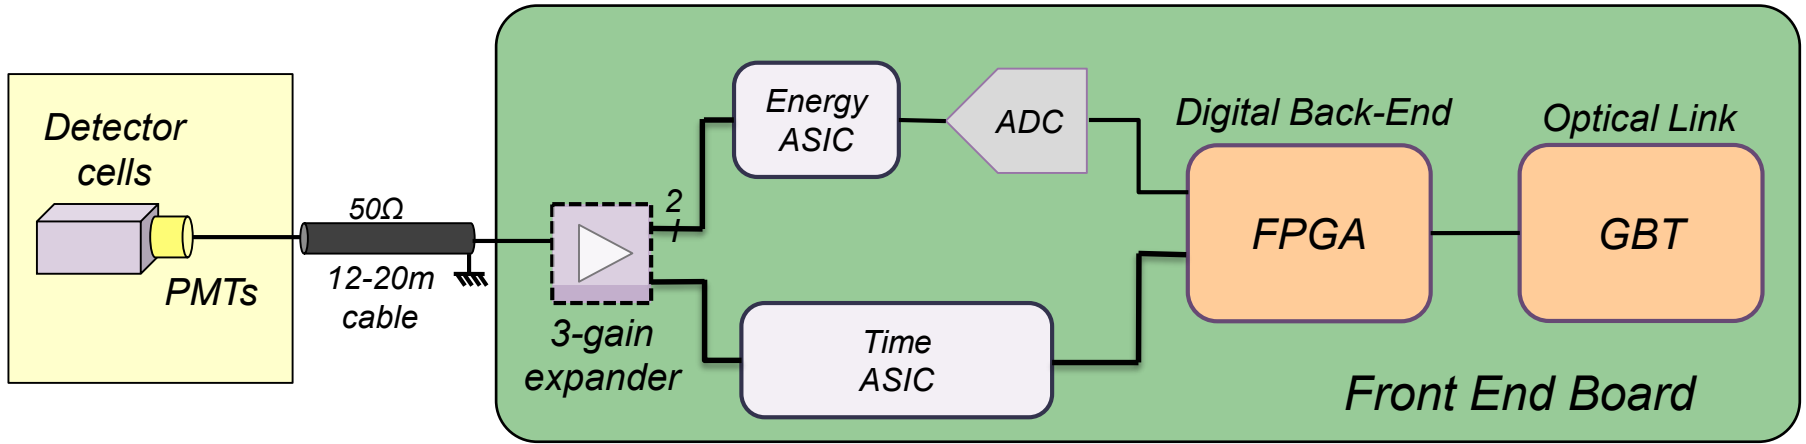 Detector
cells
PMTs
50Ω
12-20m
cable
3-gain
expander
2
Energy
ASIC
ADC
Time
ASIC
Digital Back-End
FPGA
Optical Link
GBT
Front End Board